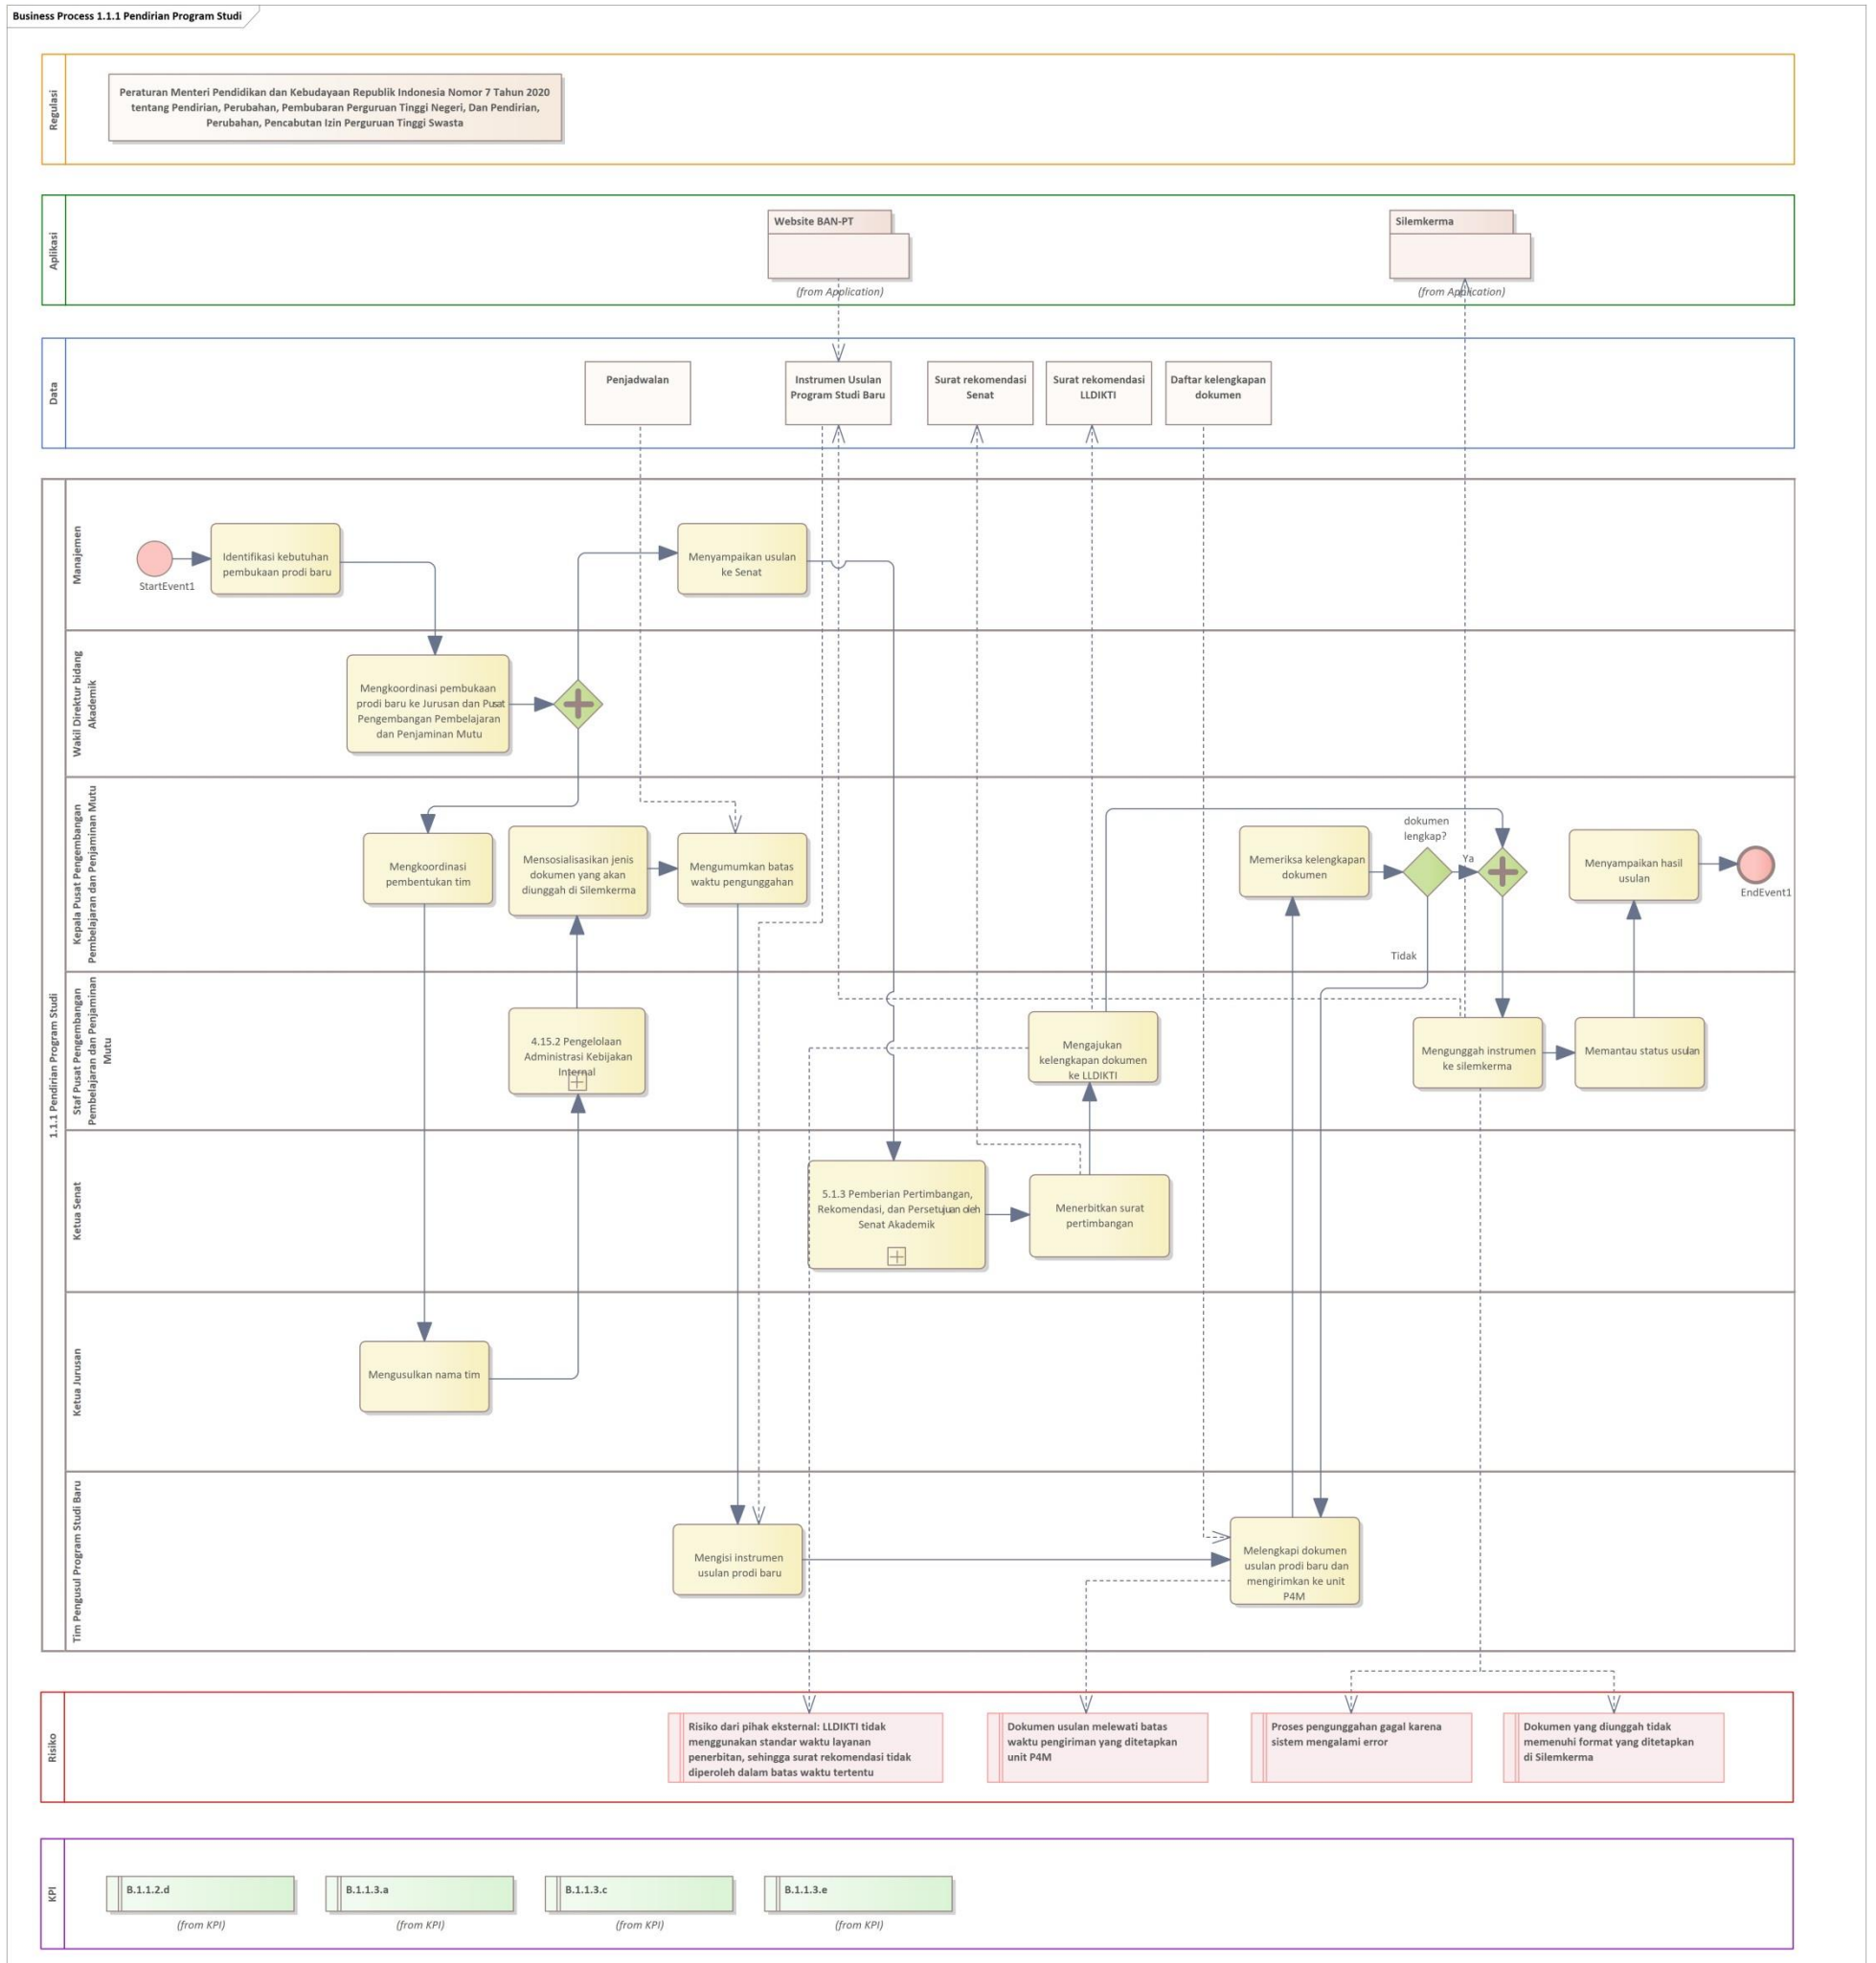 Business Process 1.1.1 Pendirian Program Studi
Regulasi
Peraturan Menteri Pendidikan dan Kebudayaan Republik Indonesia Nomor 7 Tahun 2020
tentang Pendirian, Perubahan, Pembubaran Perguruan Tinggi Negeri, Dan Pendirian,
Perubahan, Pencabutan Izin Perguruan Tinggi Swasta
Aplikasi
Website BAN-PT
(from Application)
Silemkerma
(from Application)
Data
Penjadwalan
Instrumen Usulan
Program Studi Baru
Surat rekomendasi
Senat
Surat rekomendasi
LLDIKTI
Daftar kelengkapan
dokumen
1.1.1 Pendirian Program Studi
Manajemen
StartEvent1
Identifikasi kebutuhan
pembukaan prodi baru
Menyampaikan usulan
ke Senat
Wakil Direktur bidang
Akademik
Mengkoordinasi pembukaan
prodi baru ke Jurusan dan Pusat
Pengembangan Pembelajaran
dan Penjaminan Mutu
Kepala Pusat Pengembangan
Pembelajaran dan Penjaminan Mutu
Mengkoordinasi
pembentukan tim
Mensosialisasikan jenis
dokumen yang akan
diunggah di Silemkerma
Mengumumkan batas
waktu pengunggahan
Memeriksa kelengkapan
dokumen
dokumen
lengkap?
Ya
Tidak
Menyampaikan hasil
usulan
EndEvent1
Staf Pusat Pengembangan
Pembelajaran dan Penjaminan
Mutu
4.15.2 Pengelolaan
Administrasi Kebijakan
Internal
Mengajukan
kelengkapan dokumen
ke LLDIKTI
Mengunggah instrumen
ke silemkerma
Memantau status usulan
Ketua Senat
5.1.3 Pemberian Pertimbangan,
Rekomendasi, dan Persetujuan oleh
Senat Akademik
Menerbitkan surat
pertimbangan
Ketua Jurusan
Mengusulkan nama tim
Tim Pengusul Program Studi Baru
Mengisi instrumen
usulan prodi baru
Melengkapi dokumen
usulan prodi baru dan
mengirimkan ke unit
P4M
Risiko
Risiko dari pihak eksternal: LLDIKTI tidak
menggunakan standar waktu layanan
penerbitan, sehingga surat rekomendasi tidak
diperoleh dalam batas waktu tertentu
Dokumen usulan melewati batas
waktu pengiriman yang ditetapkan
unit P4M
Proses pengunggahan gagal karena
sistem mengalami error
Dokumen yang diunggah tidak
memenuhi format yang ditetapkan
di Silemkerma
KPI
B.1.1.2.d
(from KPI)
B.1.1.3.a
(from KPI)
B.1.1.3.c
(from KPI)
B.1.1.3.e
(from KPI)